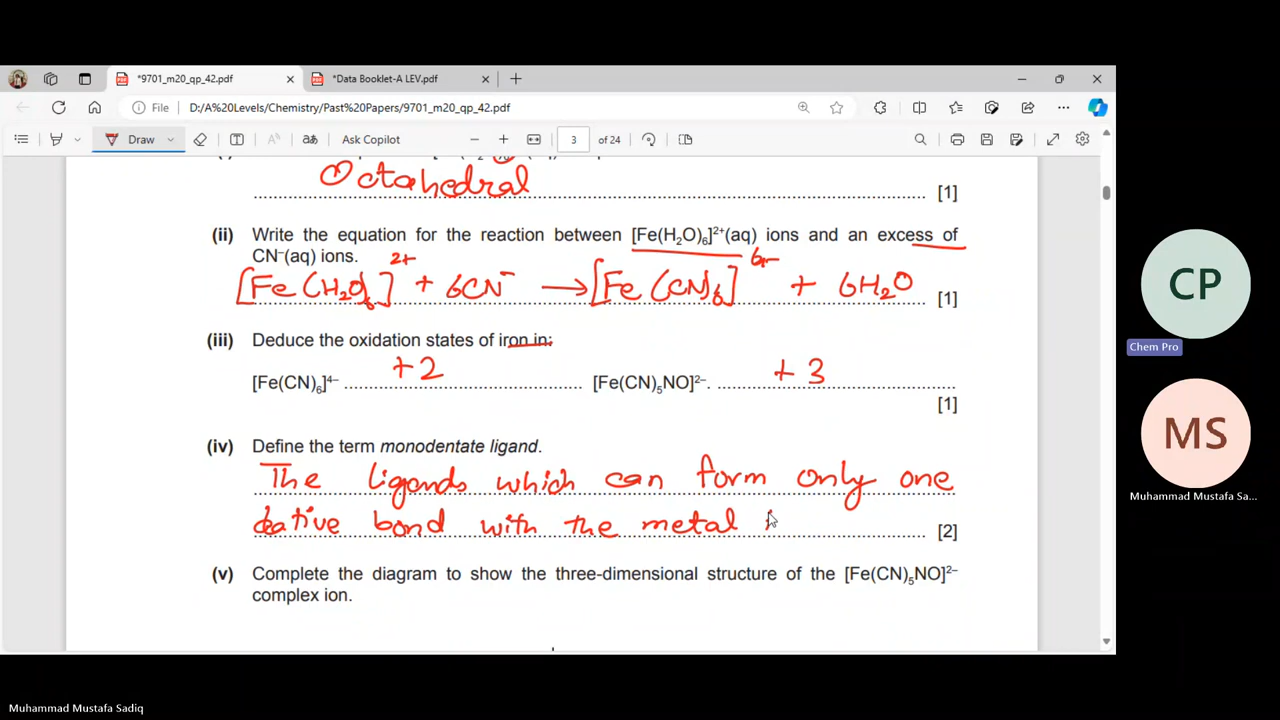 *9701_m20_qp_42.pdf
*Data Booklet-A LEV.pdf
File
D:/A%20Levels/Chemistry/Past%20Papers/9701_m20_qp_42.pdf
Draw
Ask Copilot
3 of 24
Octahedral
[1]
(ii) Write the equation for the reaction between [Fe(H₂O)₆]²⁺(aq) ions and an excess of
CN⁻(aq) ions.
[Fe(H₂O)₆]²⁺ + 6CN⁻ → [Fe(CN)₆] + 6H₂O [1]
(iii) Deduce the oxidation states of iron in:
[Fe(CN)₆]⁴⁻ +2 [Fe(CN)₅NO]²⁻. +3
[1]
(iv) Define the term monodentate ligand.
The ligands which can form only one
dative bond with the metal [2]
(v) Complete the diagram to show the three-dimensional structure of the [Fe(CN)₅NO]²⁻
complex ion.
CP
Chem Pro
MS
Muhammad Mustafa Sa...
Muhammad Mustafa Sadiq